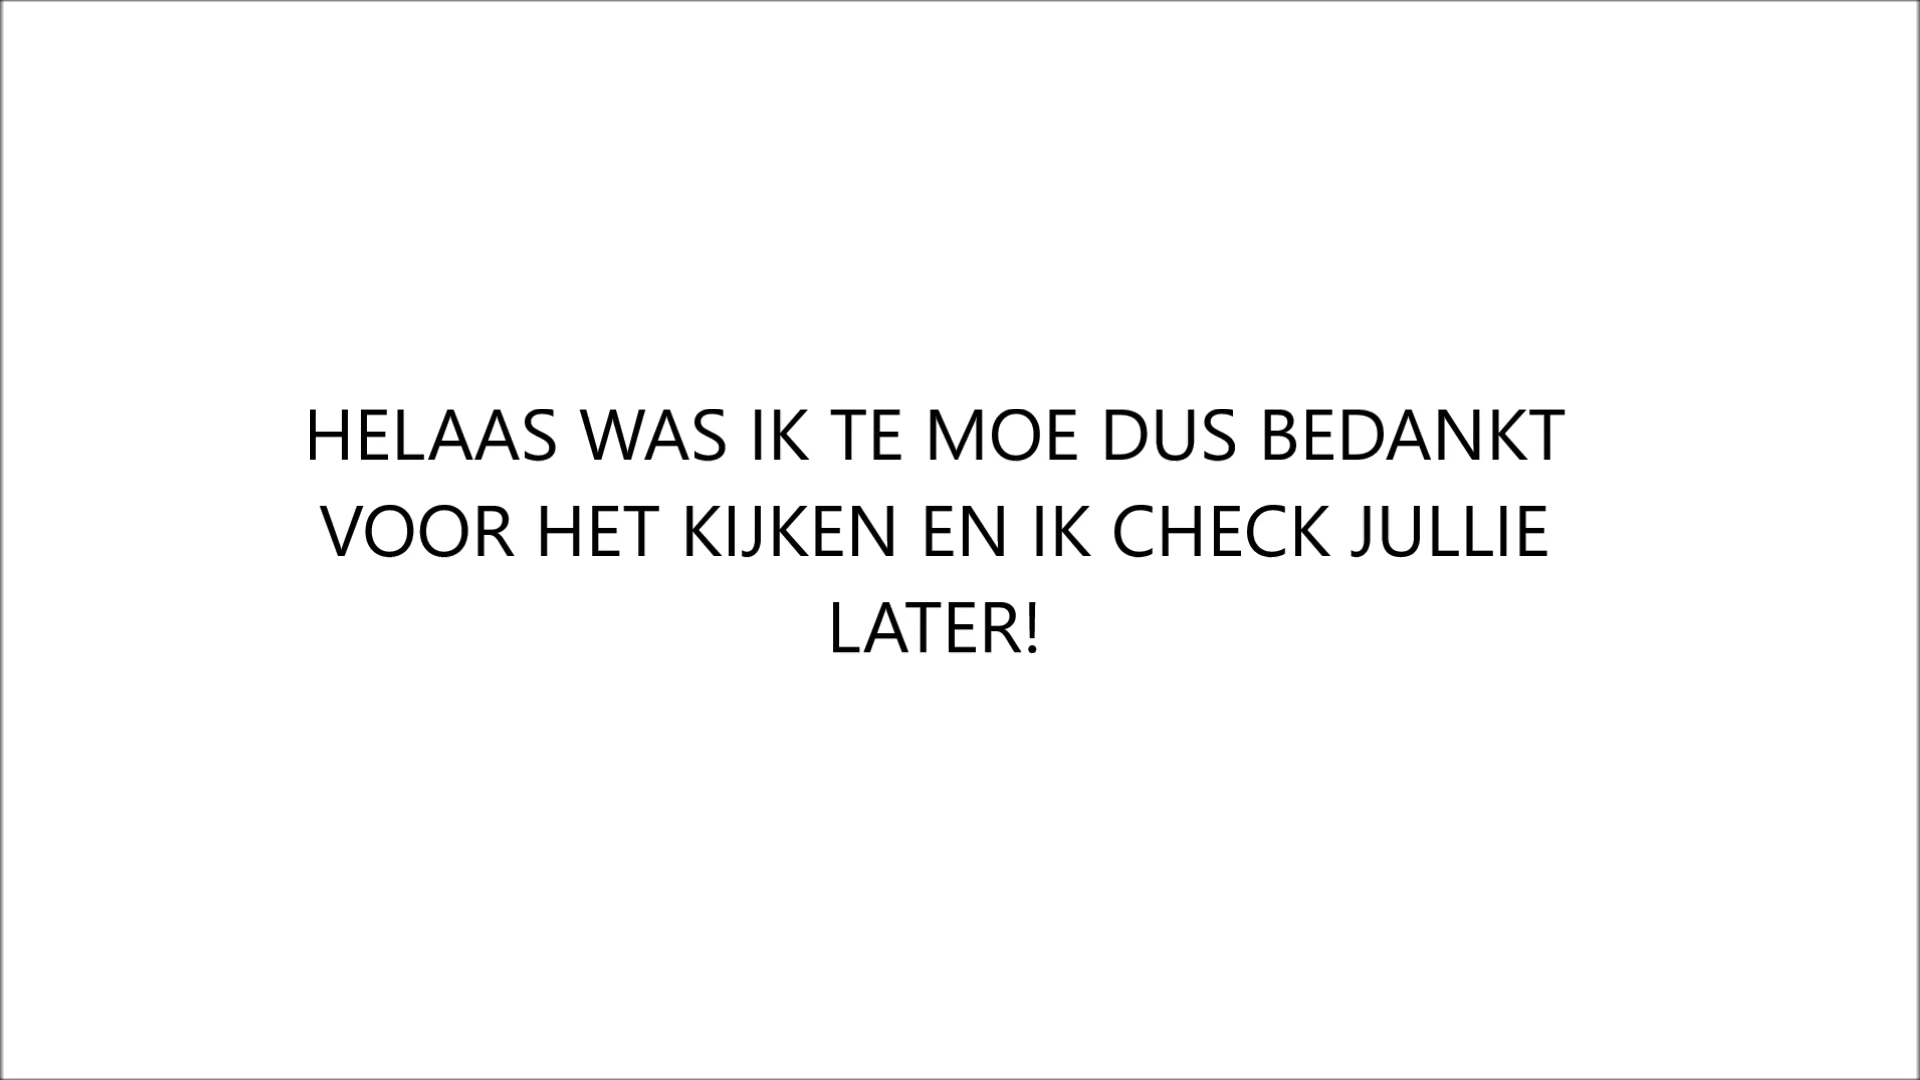 HELAAS WAS IK TE MOE DUS BEDANKT
VOOR HET KIJKEN EN IK CHECK JULLIE
LATER!